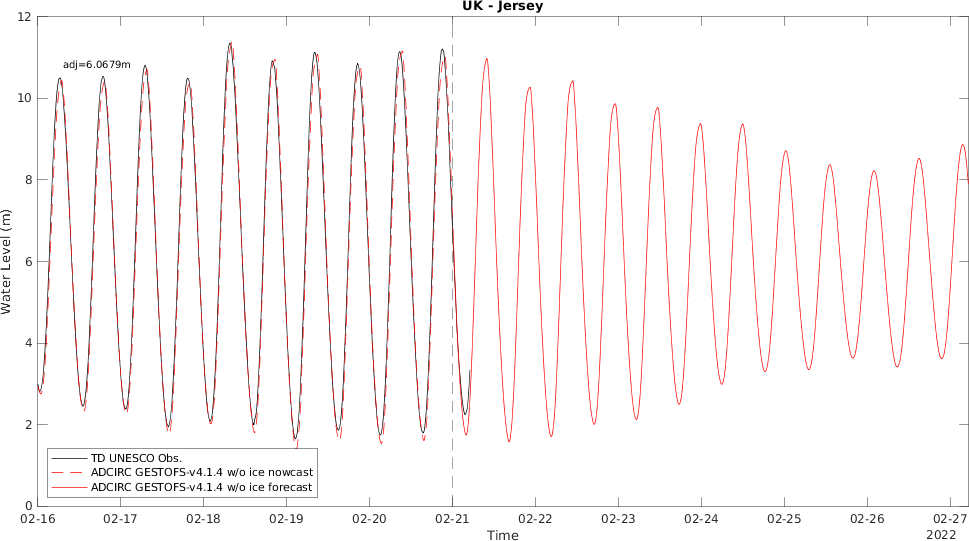 UK - Jersey
12
adj=6.0679m
10
8
6
4
2
0
Water Level (m)
TD UNESCO Obs.
ADCIRC GESTOFS-v4.1.4 w/o ice nowcast
ADCIRC GESTOFS-v4.1.4 w/o ice forecast
02-16 02-17 02-18 02-19 02-20 02-21 02-22 02-23 02-24 02-25 02-26 02-27
Time
2022